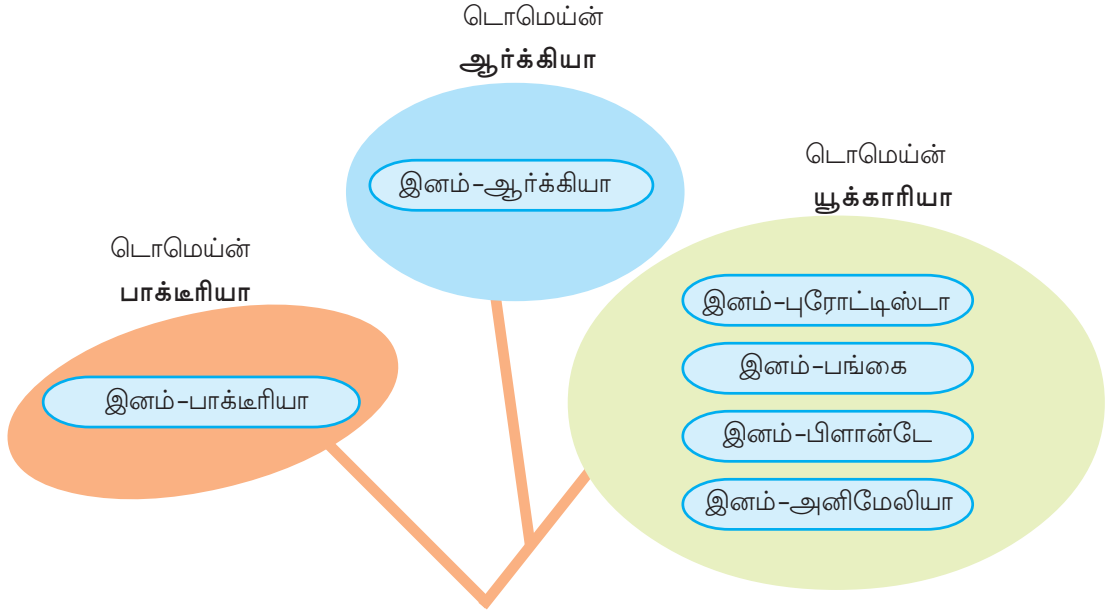 டொமெய்ன்
ஆர்க்கியா
இனம்-ஆர்க்கியா
டொமெய்ன்
யூக்காரியா
இனம்-புரோட்டிஸ்டா
இனம்-பங்கை
இனம்-பிளான்டே
இனம்-அனிமேலியா
டொமெய்ன்
பாக்டீரியா
இனம்-பாக்டீரியா